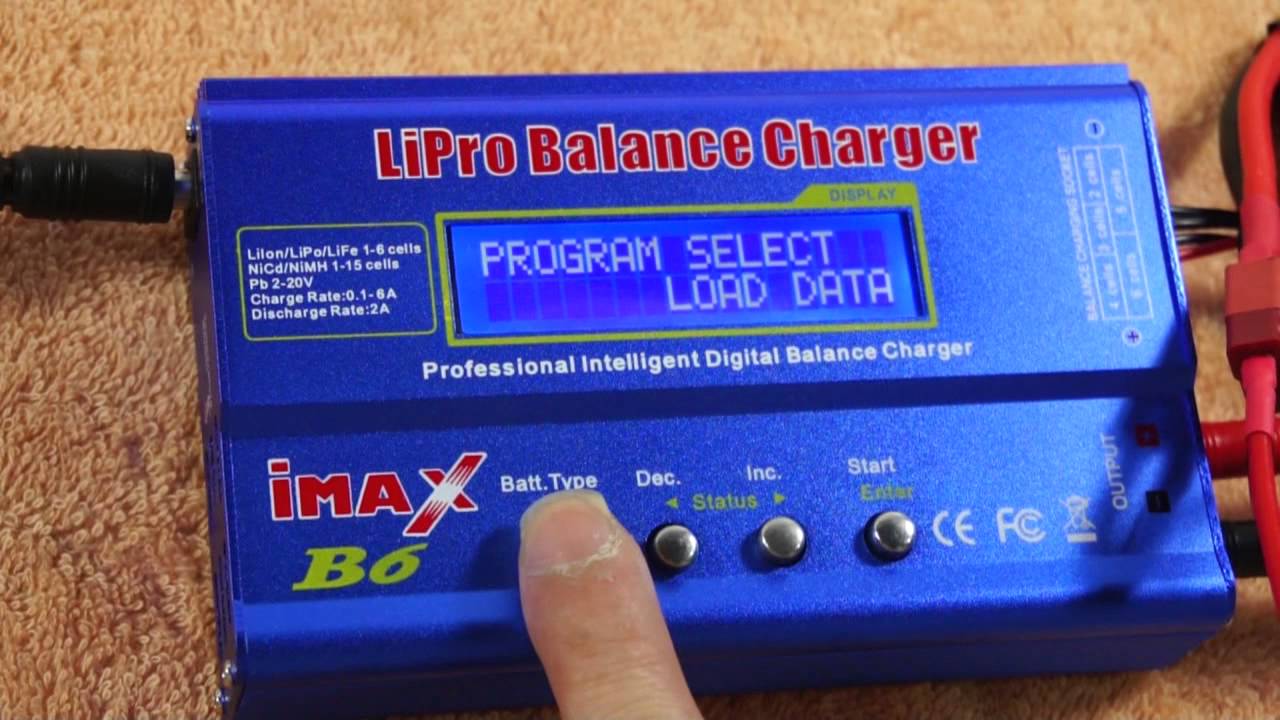 LiPro Balance Charger
DISPLAY
LiIon/LiPo/LiFe 1-6 cells
NiCd/NiMH 1-15 cells
Pb 2-20V
Charge Rate:0.1-6A
Discharge Rate:2A
PROGRAM SELECT
LOAD DATA
BALANCE CHARGING SOCKET
4 cells 3 cells 2 cells
6 cells 5 cells
Professional Intelligent Digital Balance Charger
iMAX
B6
Batt.Type
Dec.
Inc.
Status
Start
Enter
CE FC
OUTPUT